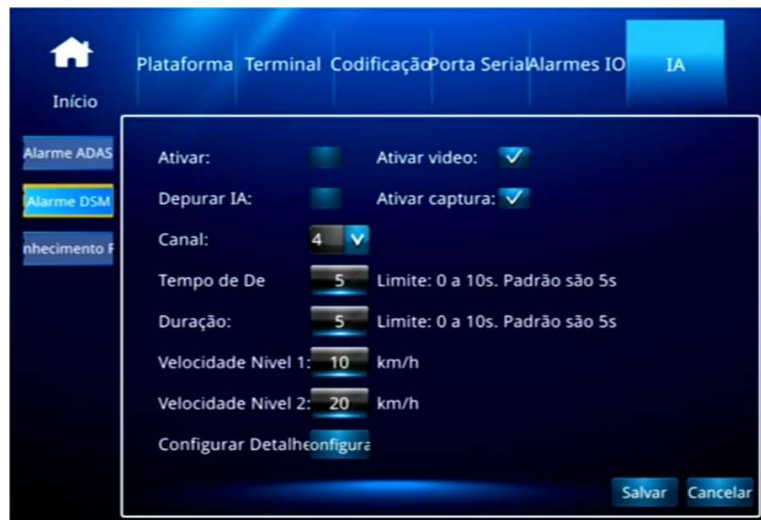 Início
Plataforma Terminal Codificação Porta Serial Alarmes IO IA
Alarme ADAS
Alarme DSM
nhecimento F
Ativar: Ativar video:
Depurar IA: Ativar captura:
Canal: 4
Tempo de De 5 Limite: 0 a 10s. Padrão são 5s
Duração: 5 Limite: 0 a 10s. Padrão são 5s
Velocidade Nivel 1: 10 km/h
Velocidade Nivel 2: 20 km/h
Configurar Detalhe onfigura
Salvar Cancelar